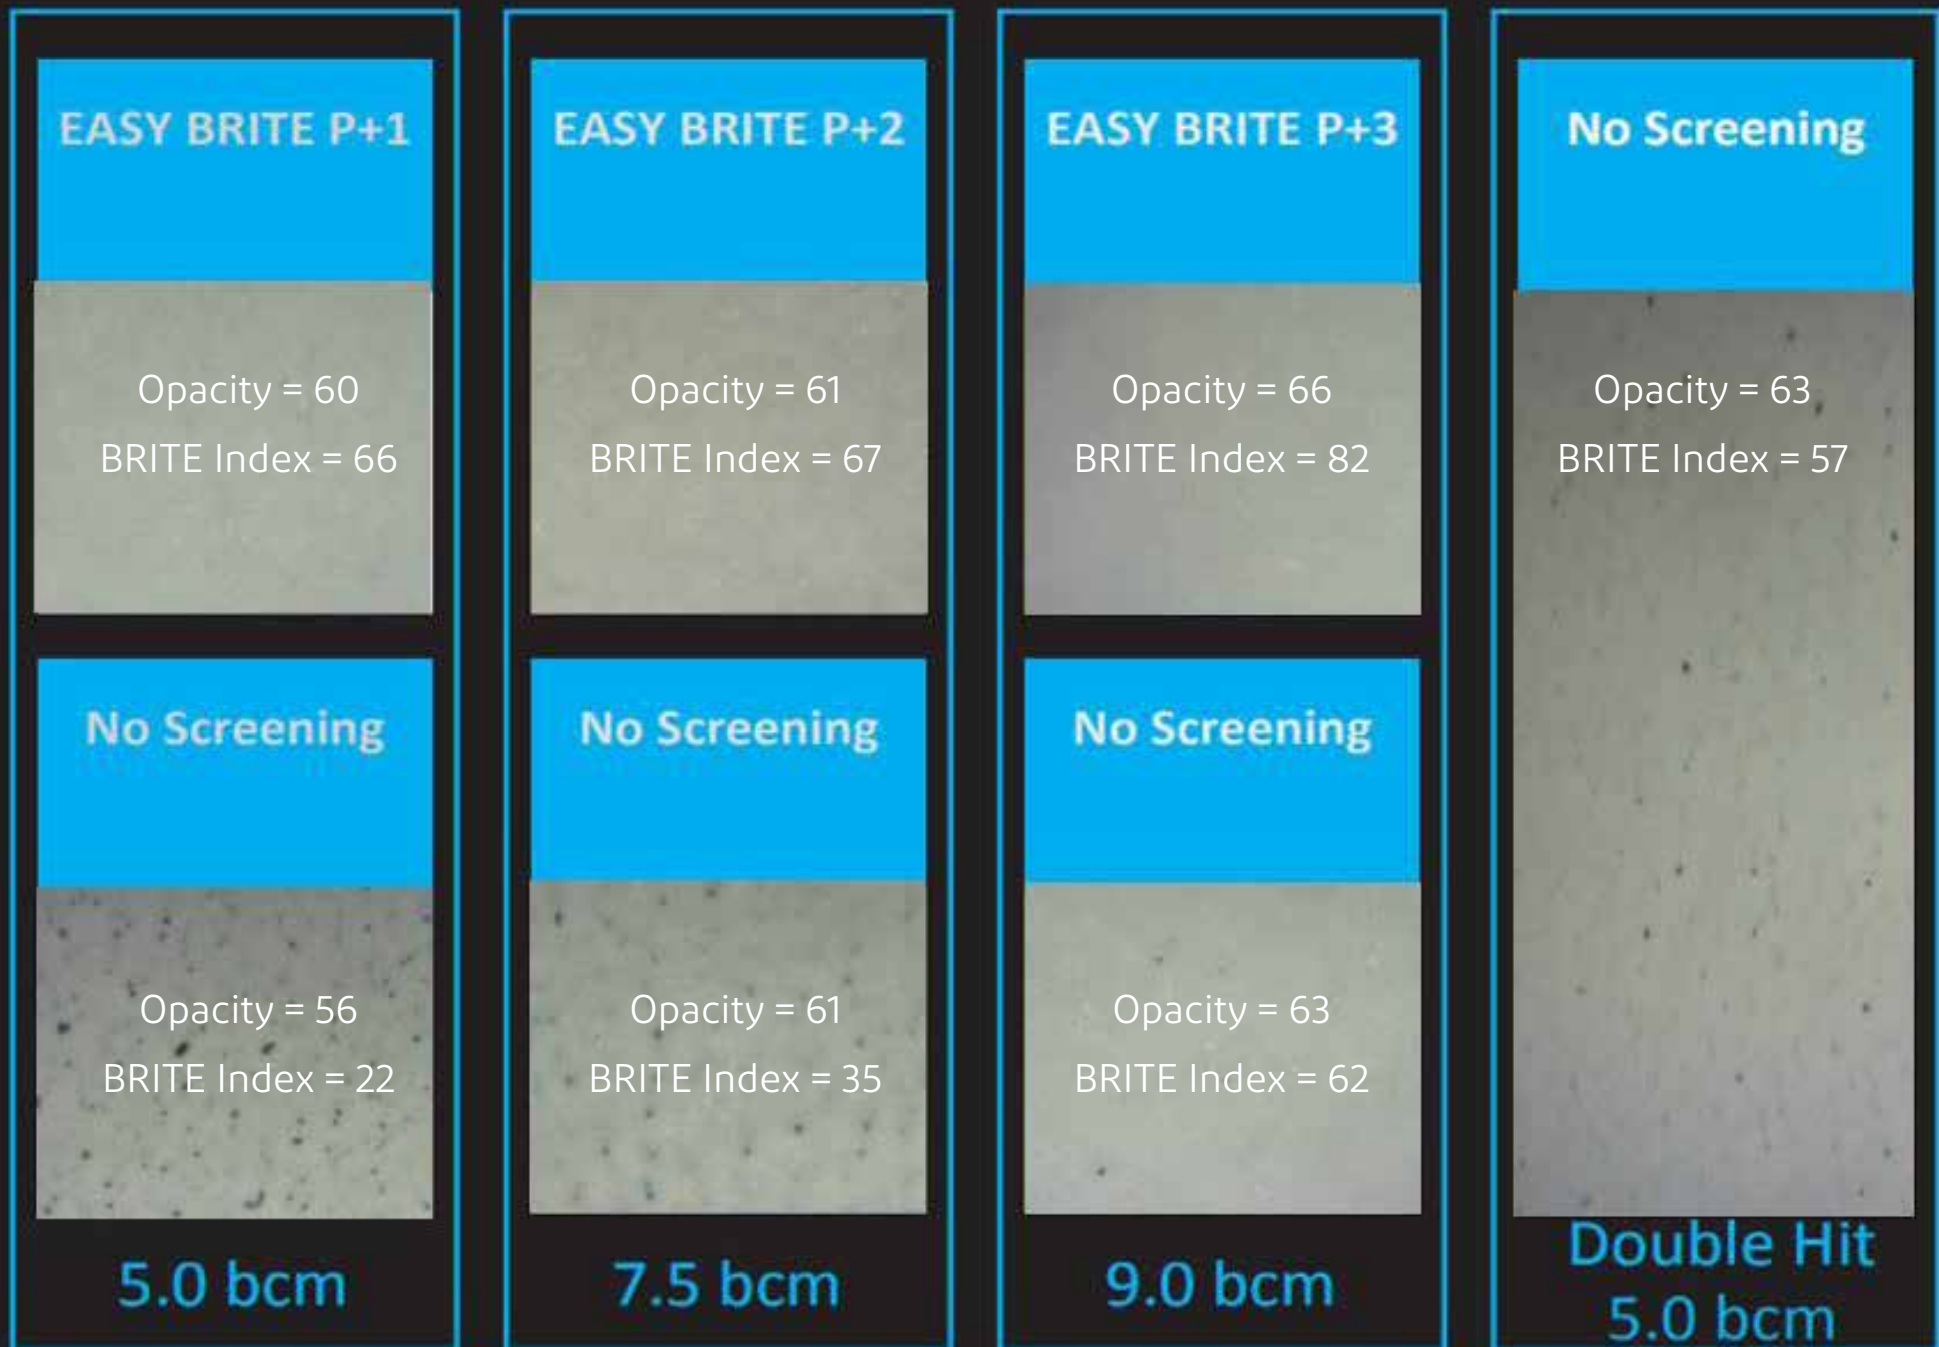 EASY BRITE P+1
Opacity = 60
BRITE Index = 66
No Screening
Opacity = 56
BRITE Index = 22
5.0 bcm
EASY BRITE P+2
Opacity = 61
BRITE Index = 67
No Screening
Opacity = 61
BRITE Index = 35
7.5 bcm
EASY BRITE P+3
Opacity = 66
BRITE Index = 82
No Screening
Opacity = 63
BRITE Index = 62
9.0 bcm
No Screening
Opacity = 63
BRITE Index = 57
Double Hit
5.0 bcm